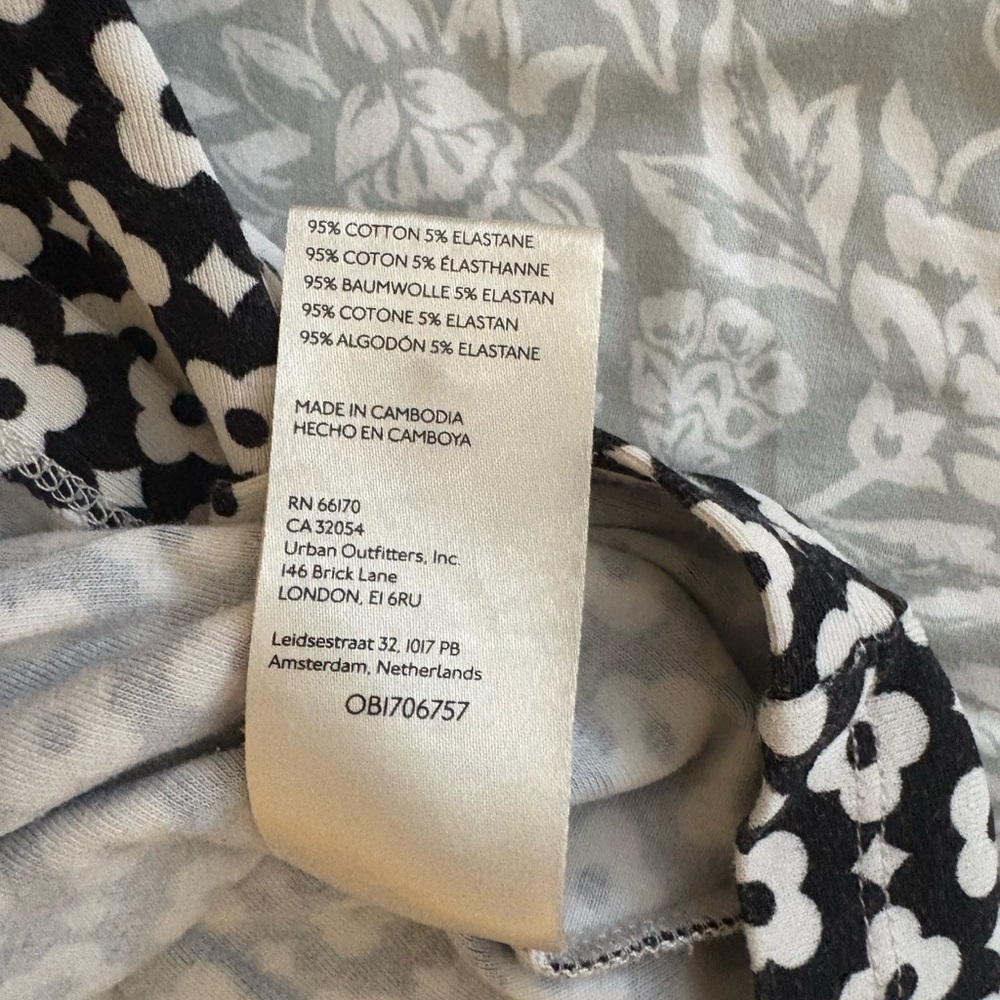 95% COTTON 5% ELASTANE
95% COTON 5% ÉLASTHANNE
95% BAUMWOLLE 5% ELASTAN
95% COTONE 5% ELASTAN
95% ALGODÓN 5% ELASTANE
MADE IN CAMBODIA
HECHO EN CAMBOYA
RN 66170
CA 32054
Urban Outfitters, Inc.
146 Brick Lane
LONDON, E1 6RU
Leidsestraat 32, 1017 PB
Amsterdam, Netherlands
OB1706757